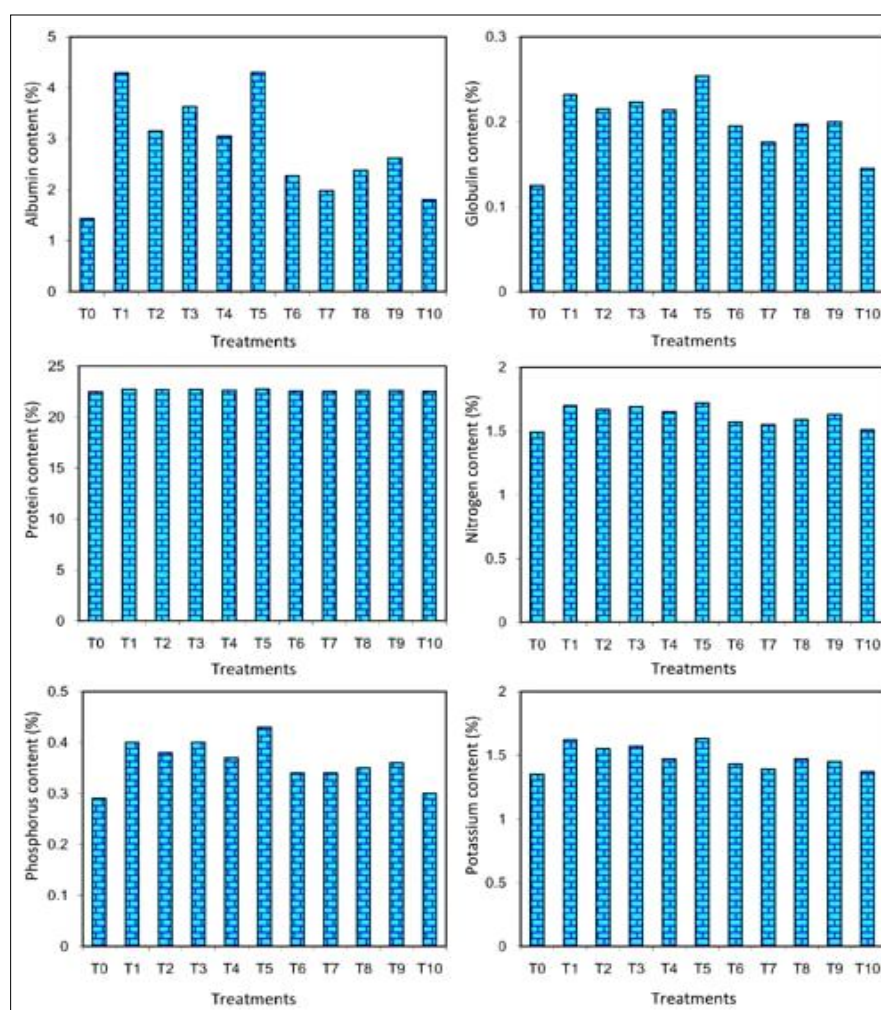 Albumin content (%)
5
4
3
2
1
0
T0 T1 T2 T3 T4 T5 T6 T7 T8 T9 T10
Treatments
Globulin content (%)
0.3
0.2
0.1
0
T0 T1 T2 T3 T4 T5 T6 T7 T8 T9 T10
Treatments
Protein content (%)
25
20
15
10
5
0
T0 T1 T2 T3 T4 T5 T6 T7 T8 T9 T10
Treatments
Nitrogen content (%)
2
1.5
1
0.5
0
T0 T1 T2 T3 T4 T5 T6 T7 T8 T9 T10
Treatments
Phosphorus content (%)
0.5
0.4
0.3
0.2
0.1
0
T0 T1 T2 T3 T4 T5 T6 T7 T8 T9 T10
Treatments
Potassium content (%)
2
1.5
1
0.5
0
T0 T1 T2 T3 T4 T5 T6 T7 T8 T9 T10
Treatments